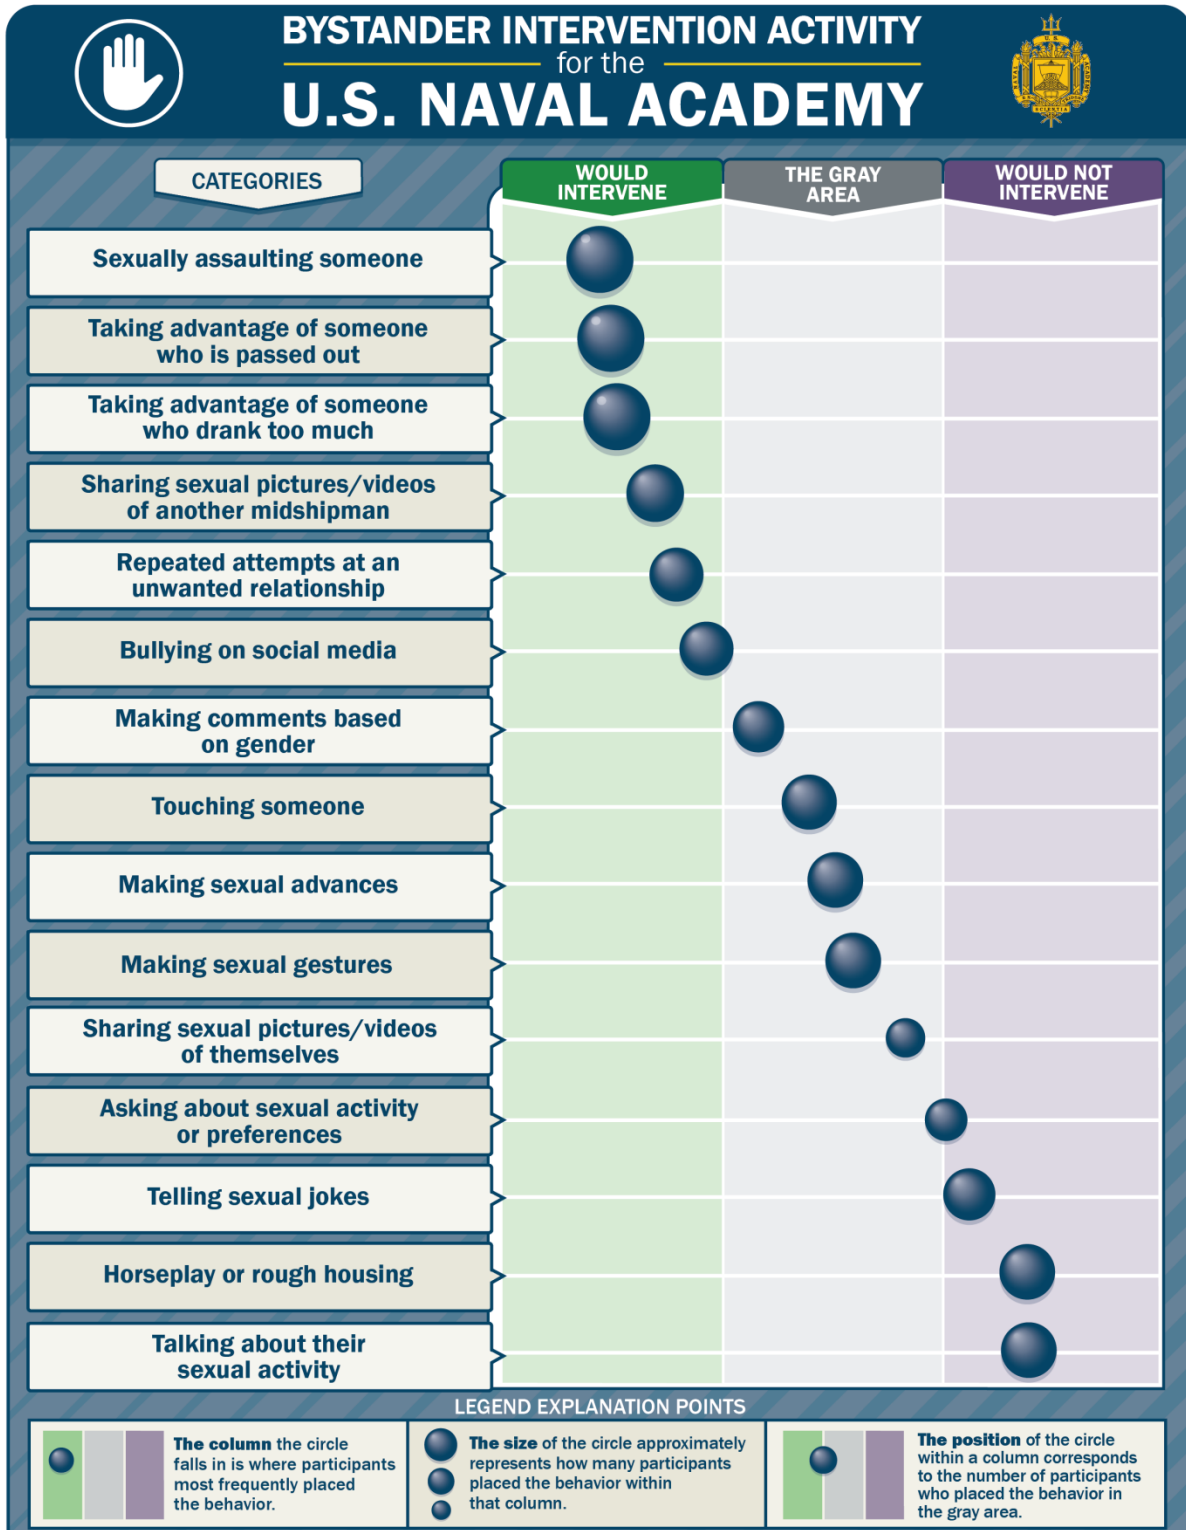 BYSTANDER INTERVENTION ACTIVITY
for the
U.S. NAVAL ACADEMY
CATEGORIES
WOULD
INTERVENE
THE GRAY
AREA
WOULD NOT
INTERVENE
Sexually assaulting someone
Taking advantage of someone
who is passed out
Taking advantage of someone
who drank too much
Sharing sexual pictures/videos
of another midshipman
Repeated attempts at an
unwanted relationship
Bullying on social media
Making comments based
on gender
Touching someone
Making sexual advances
Making sexual gestures
Sharing sexual pictures/videos
of themselves
Asking about sexual activity
or preferences
Telling sexual jokes
Horseplay or rough housing
Talking about their
sexual activity
LEGEND EXPLANATION POINTS
The column the circle
falls in is where participants
most frequently placed
the behavior.
The size of the circle approximately
represents how many participants
placed the behavior within
that column.
The position of the circle
within a column corresponds
to the number of participants
who placed the behavior in
the gray area.